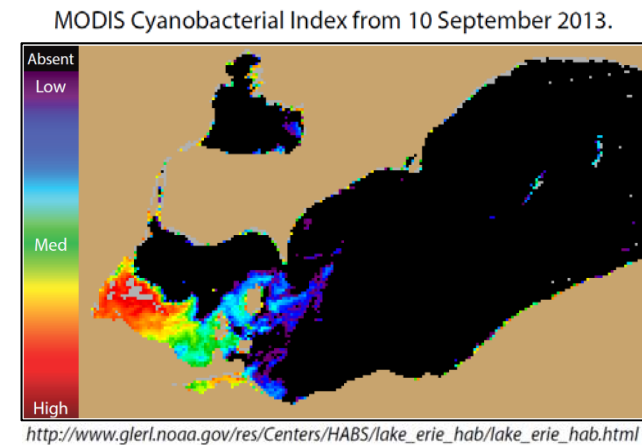 MODIS Cyanobacterial Index from 10 September 2013.
Absent
Low
Med
High
http://www.glerl.noaa.gov/res/Centers/HABS/lake_erie_hab/lake_erie_hab.html